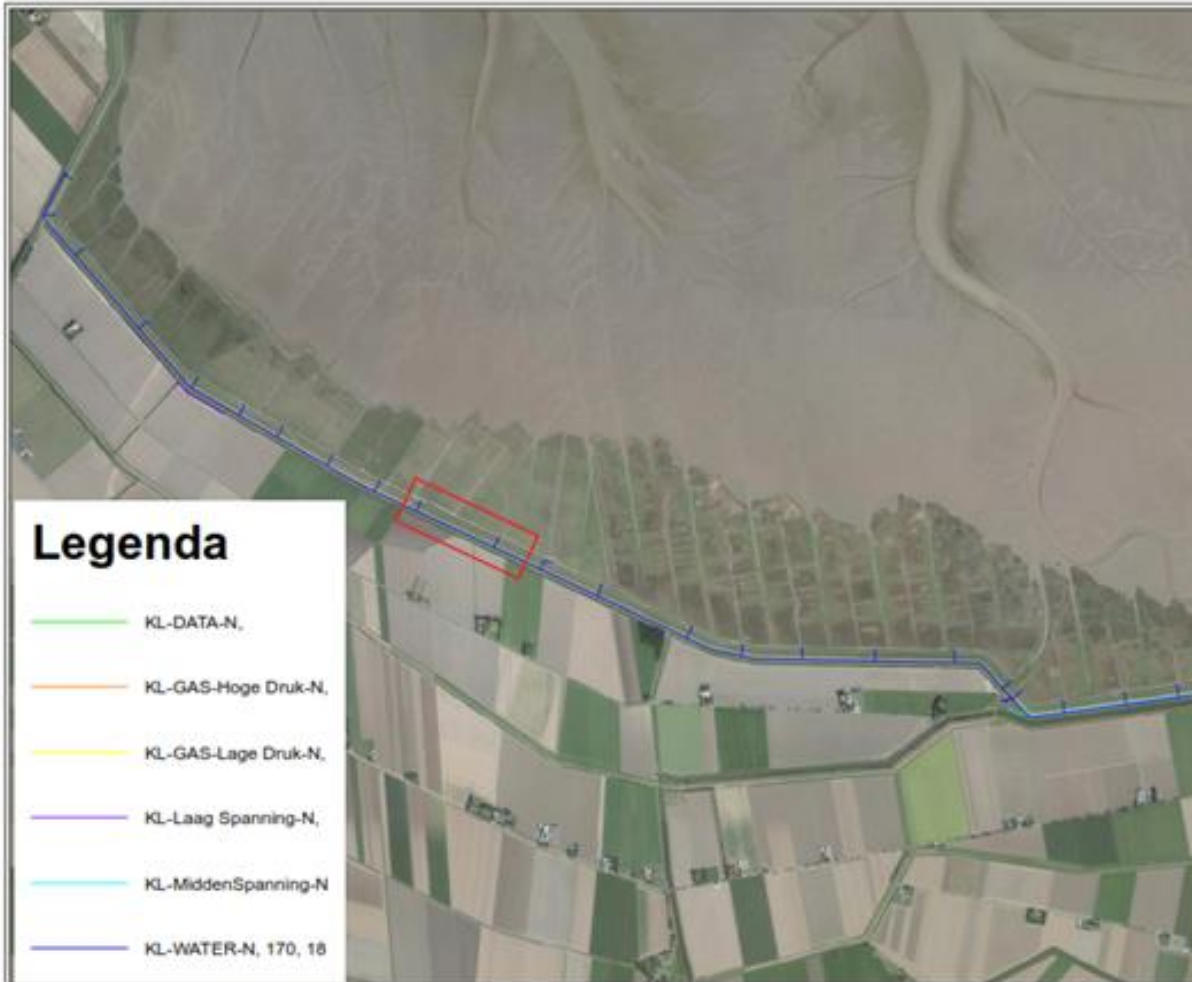 Legenda
KL-DATA-N,
KL-GAS-Hoge Druk-N,
KL-GAS-Lage Druk-N,
KL-Laag Spanning-N,
KL-MiddenSpanning-N
KL-WATER-N, 170, 18